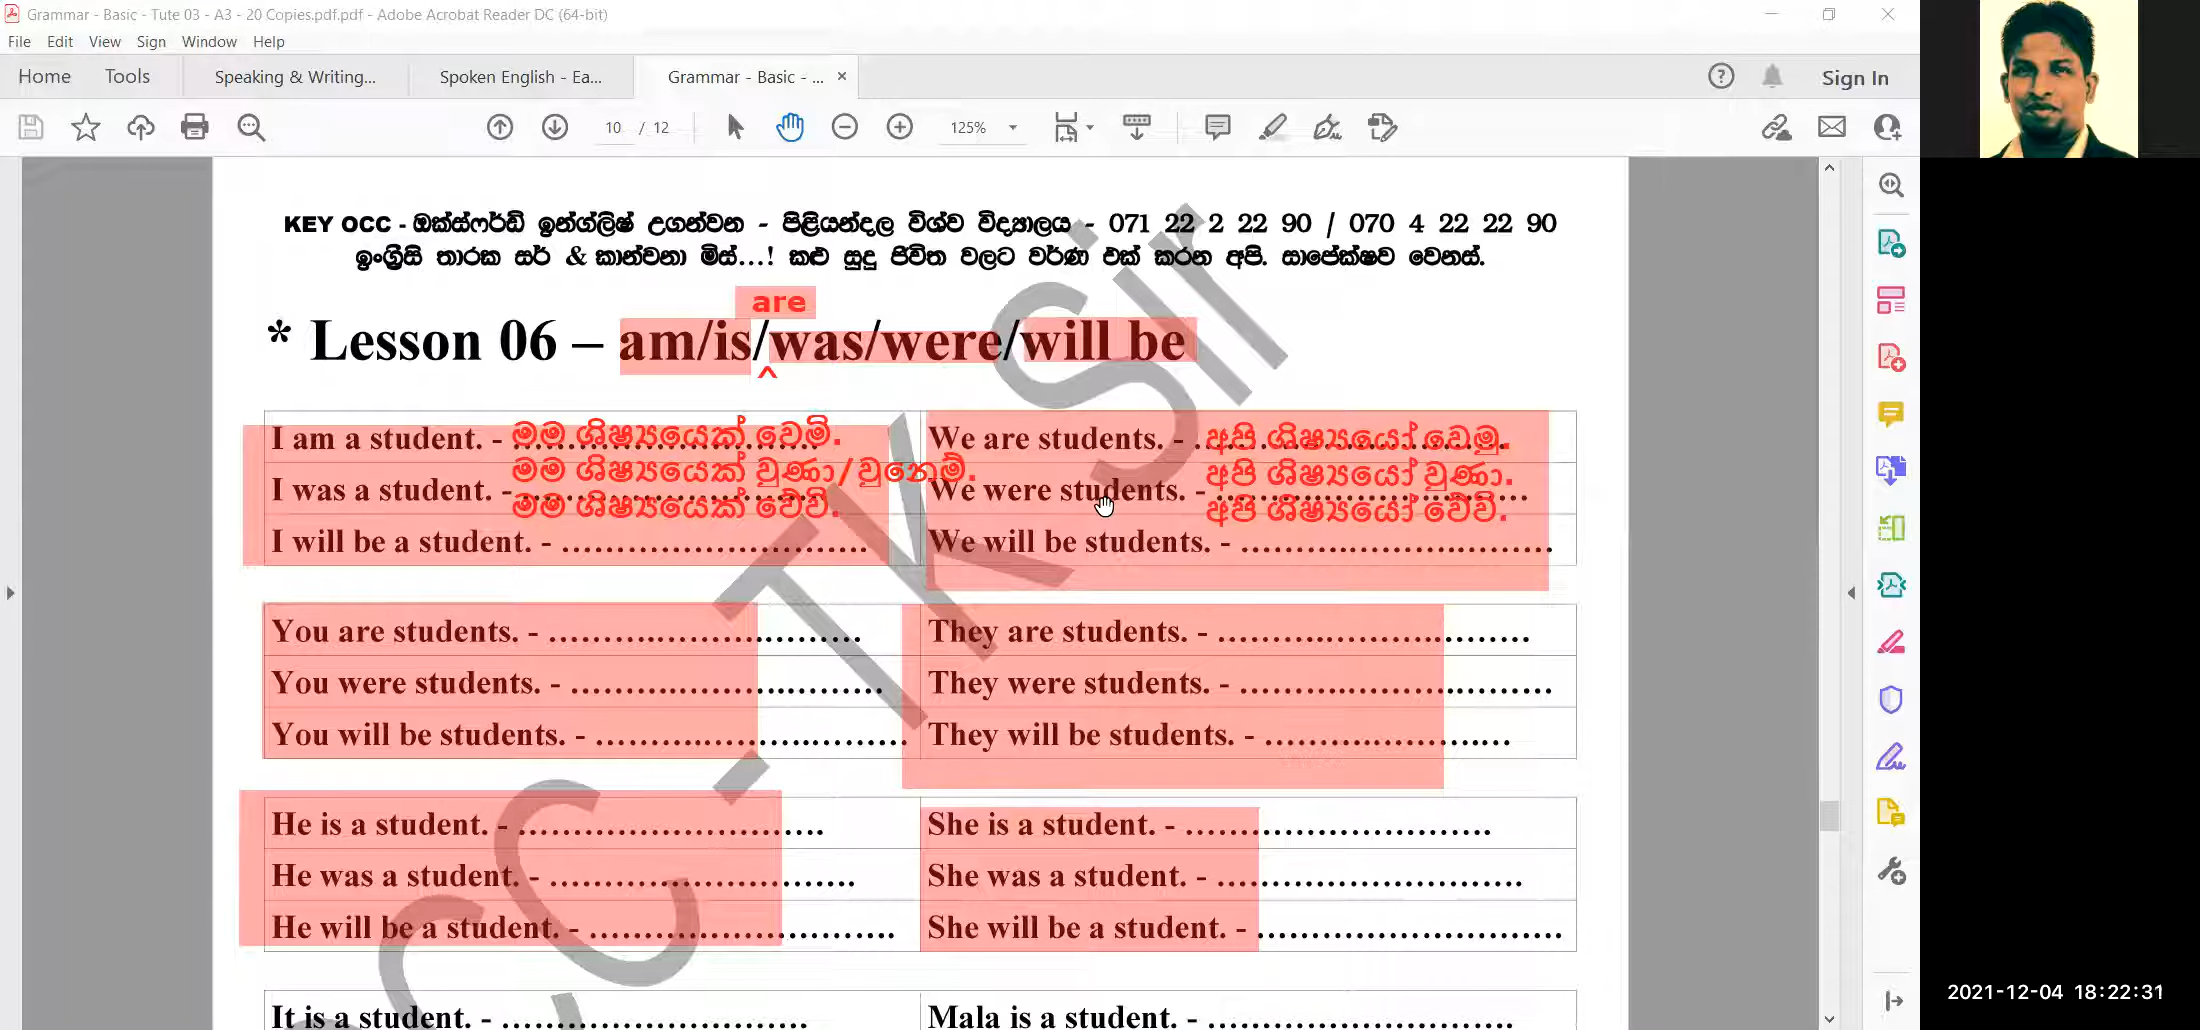 Grammar - Basic - Tute 03 - A3 - 20 Copies.pdf.pdf - Adobe Acrobat Reader DC (64-bit)
File Edit View Sign Window Help
Home Tools Speaking & Writing... Spoken English - Ea... Grammar - Basic - ... × Sign In
10 / 12 125%
KEY OCC - ඔක්ස්ෆර්ඩ් ඉන්ග්ලිෂ් උගන්වන - පිළියන්දල විශ්ව විද්‍යාලය - 071 22 2 22 90 / 070 4 22 22 90
ඉංග්‍රීසි තාරක සර් & කාන්චනා මිස්...! කළු සුදු ජීවිත වලට වර්ණ එක් කරන අපි. සාපේක්ෂව වෙනස්.
are
* Lesson 06 – am/is/was/were/will be
^
I am a student. - මම ශිෂ්‍යයෙක් වෙමි.
We are students. - අපි ශිෂ්‍යයෝ වෙමු.
I was a student. - මම ශිෂ්‍යයෙක් වුණා/වුනෙමි.
We were students. - අපි ශිෂ්‍යයෝ වුණා.
I will be a student. - මම ශිෂ්‍යයෙක් වේවි.
We will be students. - අපි ශිෂ්‍යයෝ වේවි.
You are students. - ...........................
They are students. - ...........................
You were students. - ...........................
They were students. - ...........................
You will be students. - ...........................
They will be students. - .....................
He is a student. - ...........................
She is a student. - ...........................
He was a student. - ...........................
She was a student. - ...........................
He will be a student. - ...........................
She will be a student. - ...........................
It is a student. - ...........................
Mala is a student. - ...........................
CC - TK Sir
2021-12-04 18:22:31